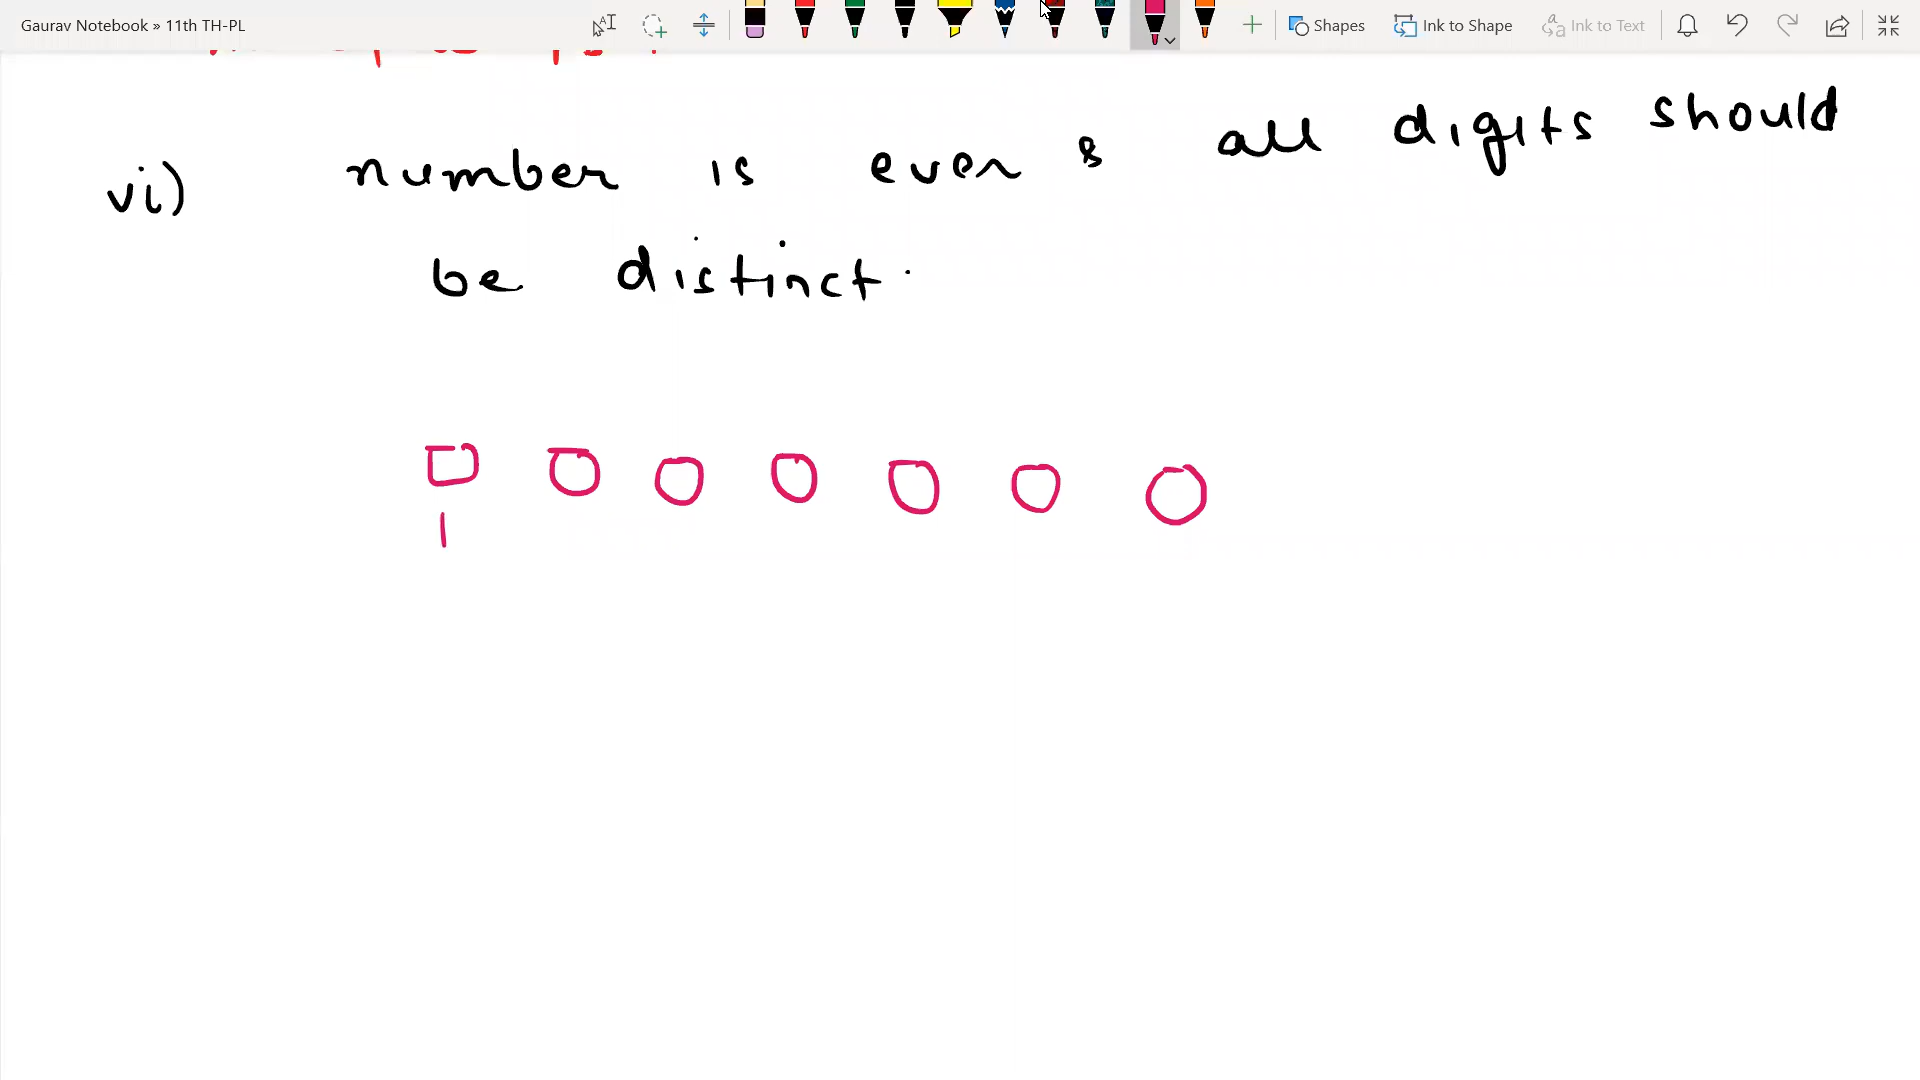 Gaurav Notebook » 11th TH-PL
Shapes
Ink to Shape
Ink to Text
vi) number is even & all digits should
be distinct.
1